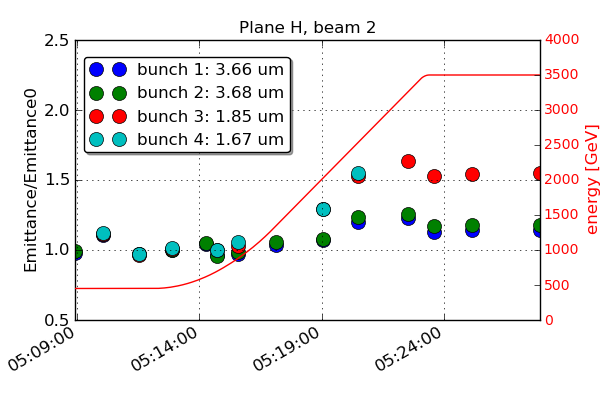 Plane H, beam 2
2.5
2.0
1.5
1.0
0.5
Emittance/Emittance0
bunch 1: 3.66 um
bunch 2: 3.68 um
bunch 3: 1.85 um
bunch 4: 1.67 um
4000
3500
3000
2500
2000
1500
1000
500
0
energy [GeV]
05:09:00
05:14:00
05:19:00
05:24:00